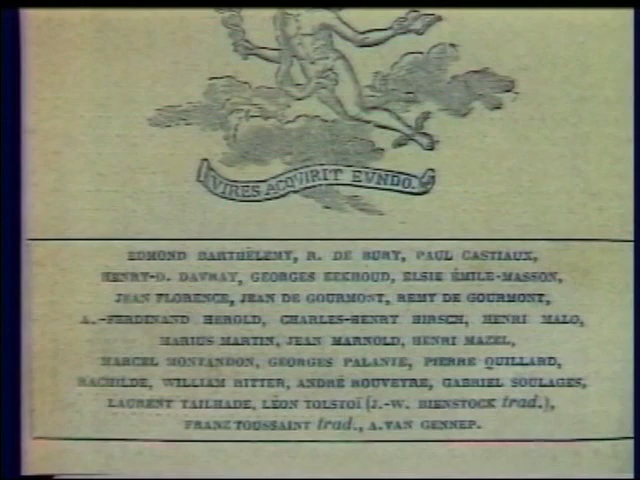 VIRES ACQVIRIT EVNDO.
EDMOND BARTHÉLEMY, R. DE BURY, PAUL CASTIAUX,
HENRY-D. DAVRAY, GEORGES EEKHOUD, ELSIE ÉMILE-MASSON,
JEAN FLORENCE, JEAN DE GOURMONT, REMY DE GOURMONT,
A.-FERDINAND HEROLD, CHARLES-HENRY HIRSCH, HENRI MALO,
MARIUS MARTIN, JEAN MARNOLD, HENRI MAZEL,
MARCEL MONTANDON, GEORGES PALANTE, PIERRE QUILLARD,
RACHILDE, WILLIAM RITTER, ANDRÉ ROUVEYRE, GABRIEL SOULAGES,
LAURENT TAILHADE, LÉON TOLSTOÏ (J.-W. BIENSTOCK trad.),
FRANZ TOUSSAINT trad., A. VAN GENNEP.